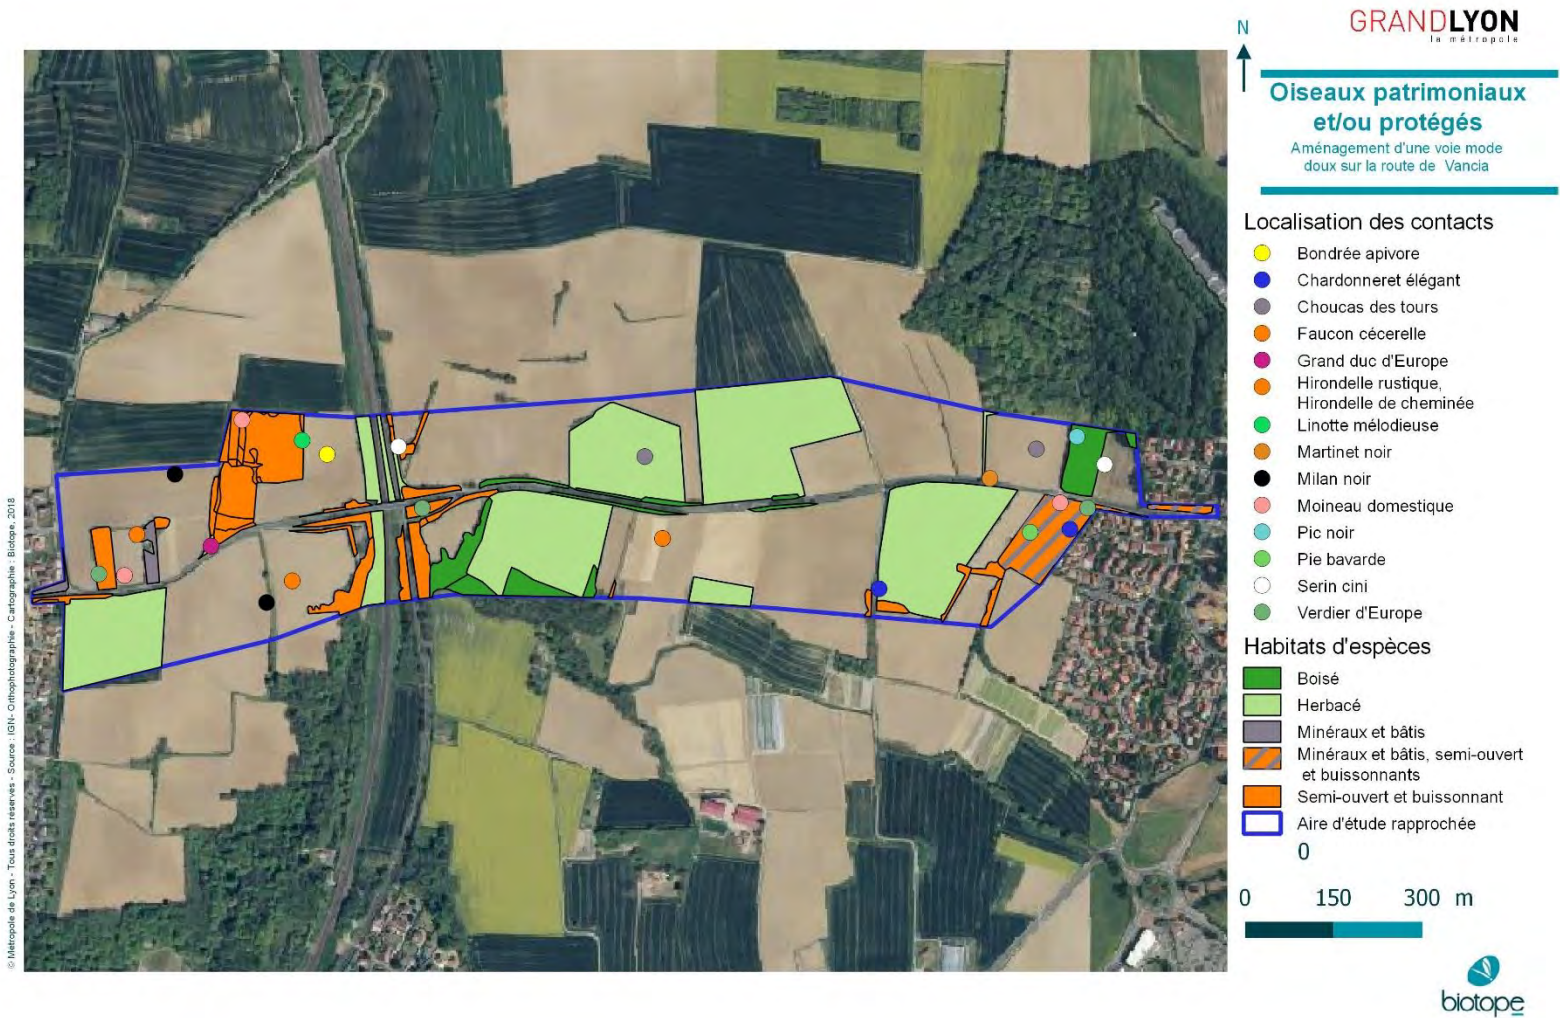 GRANDLYON
la métropole
N
Oiseaux patrimoniaux
et/ou protégés
Aménagement d'une voie mode
doux sur la route de Vancia
Localisation des contacts
Bondrée apivore
Chardonneret élégant
Choucas des tours
Faucon cécerelle
Grand duc d'Europe
Hirondelle rustique,
Hirondelle de cheminée
Linotte mélodieuse
Martinet noir
Milan noir
Moineau domestique
Pic noir
Pie bavarde
Serin cini
Verdier d'Europe
Habitats d'espèces
Boisé
Herbacé
Minéraux et bâtis
Minéraux et bâtis, semi-ouvert
et buissonnants
Semi-ouvert et buissonnant
Aire d'étude rapprochée
0
0 150 300 m
biotope
© Métropole de Lyon - Tous droits réservés - Source : IGN- Orthophotographie - Cartographie : Biotope, 2018